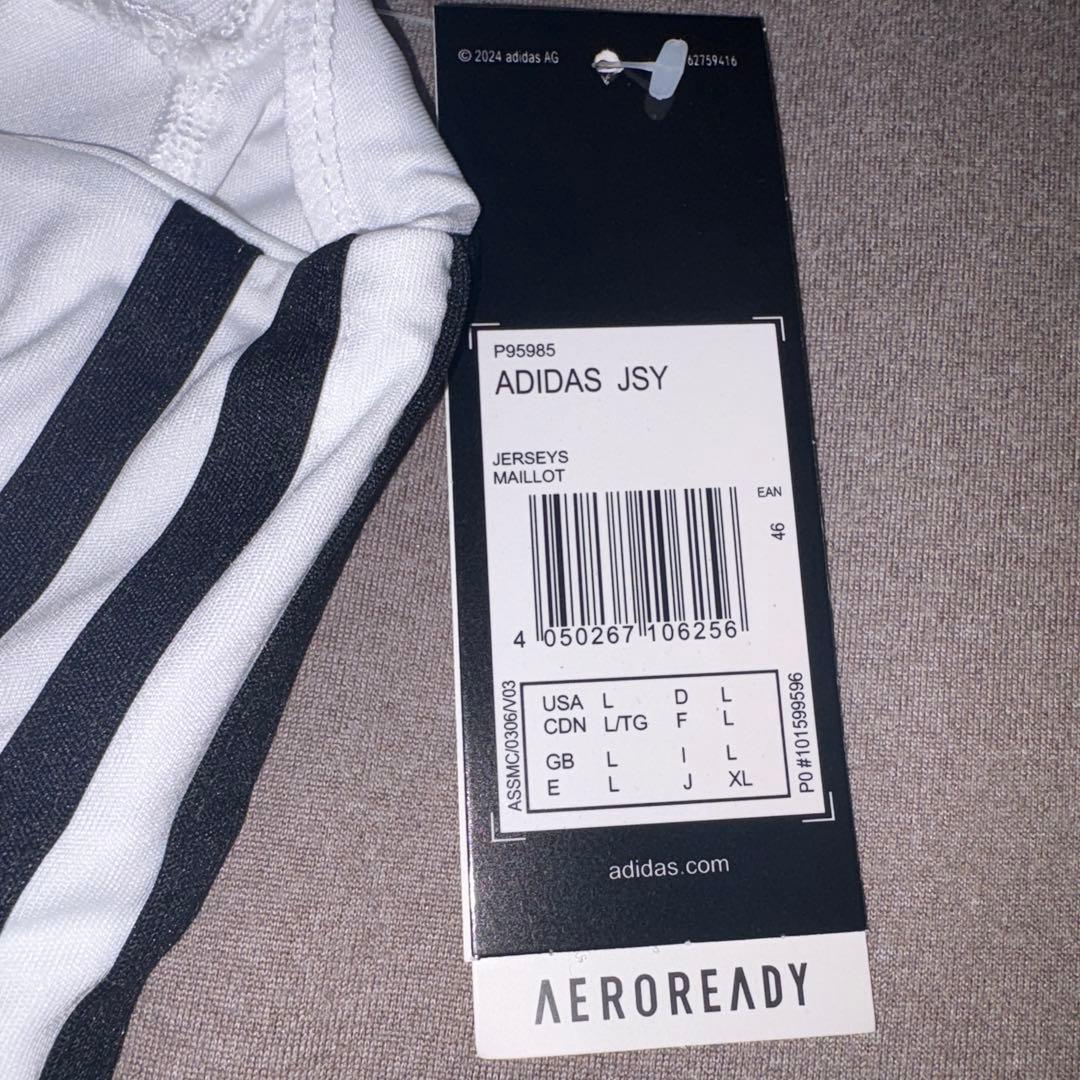 © 2024 adidas AG
62759416
P95985
ADIDAS JSY
JERSEYS
MAILLOT
EAN
46
4 050267 106256
ASSMC/0306/V03
USA L D L
CDN L/TG F L
GB L I L
E L J XL
PO #101599596
adidas.com
AEROREADY